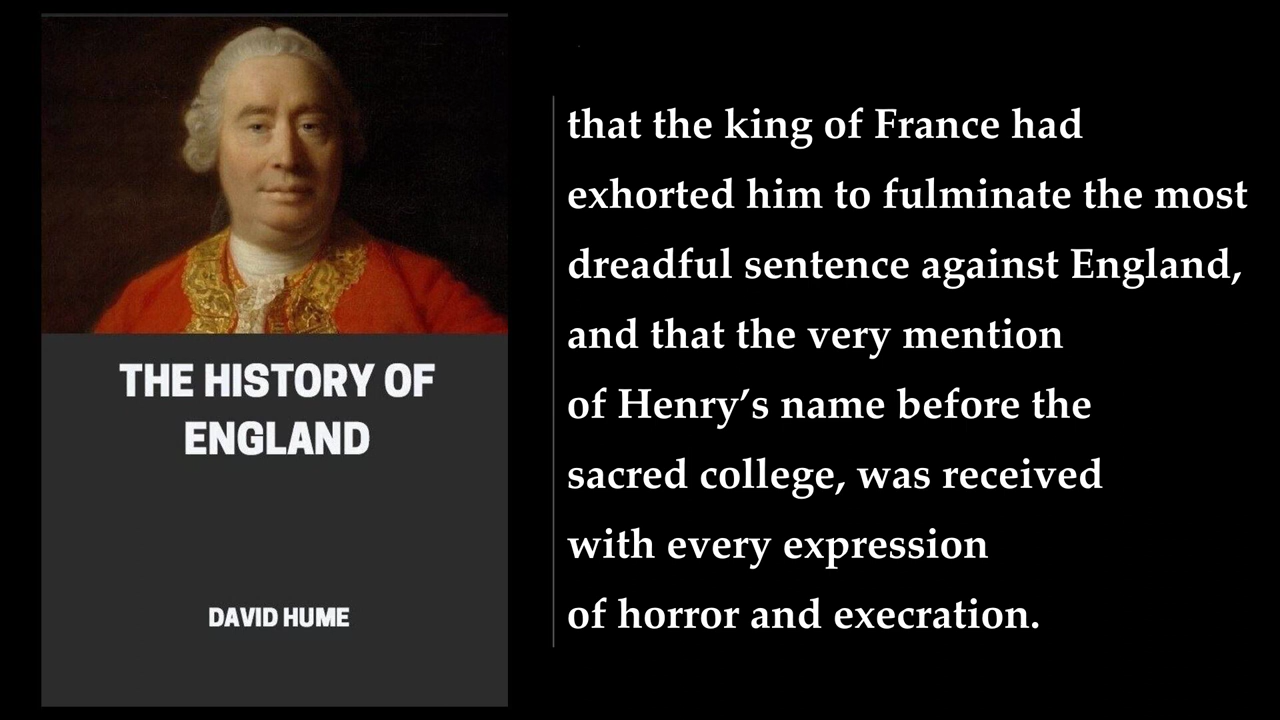 THE HISTORY OF
ENGLAND
DAVID HUME
that the king of France had
exhorted him to fulminate the most
dreadful sentence against England,
and that the very mention
of Henry’s name before the
sacred college, was received
with every expression
of horror and execration.